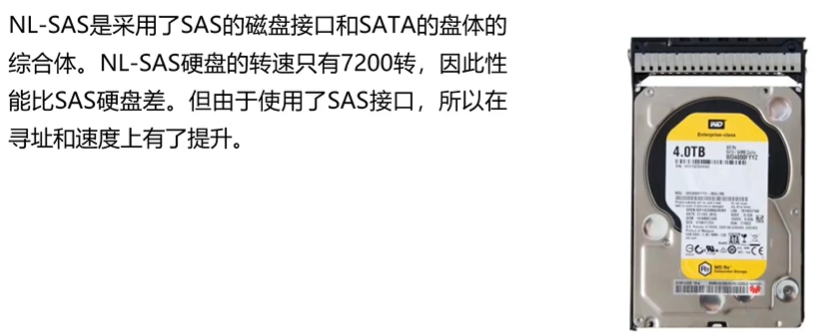 NL-SAS是采用了SAS的磁盘接口和SATA的盘体的
综合体。NL-SAS硬盘的转速只有7200转，因此性
能比SAS硬盘差。但由于使用了SAS接口，所以在
寻址和速度上有了提升。
WD
Enterprise-class
4.0TB
WD4000FYYZ
SATA
Re
WD Re